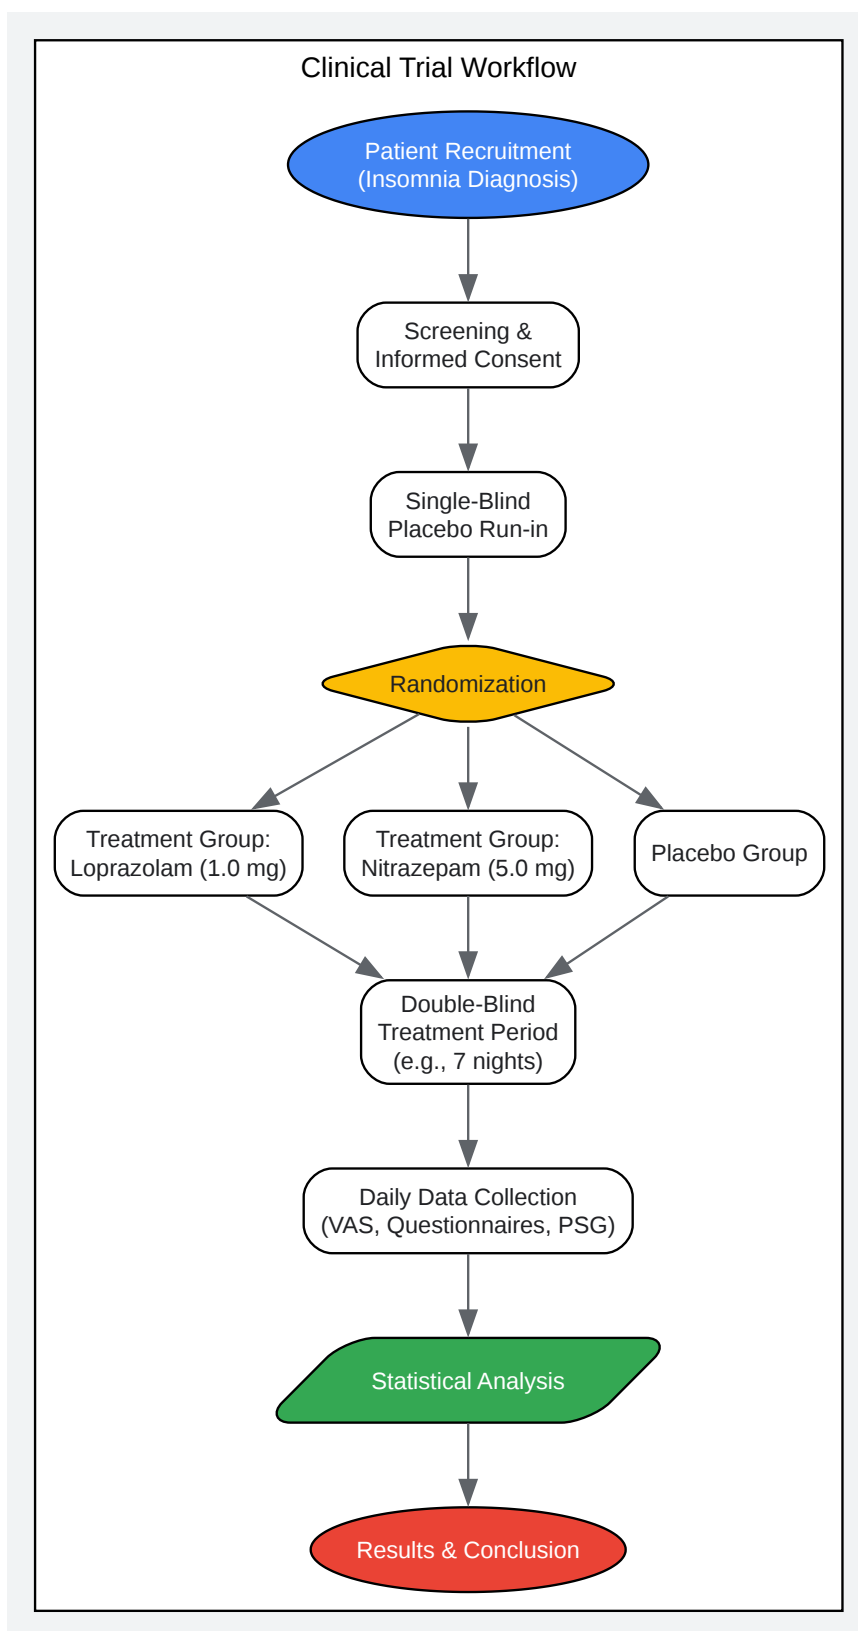 Clinical Trial Workflow
Patient Recruitment
(Insomnia Diagnosis)
Screening &
Informed Consent
Single-Blind
Placebo Run-in
Randomization
Treatment Group:
Loprazolam (1.0 mg)
Treatment Group:
Nitrazepam (5.0 mg)
Placebo Group
Double-Blind
Treatment Period
(e.g., 7 nights)
Daily Data Collection
(VAS, Questionnaires, PSG)
Statistical Analysis
Results & Conclusion